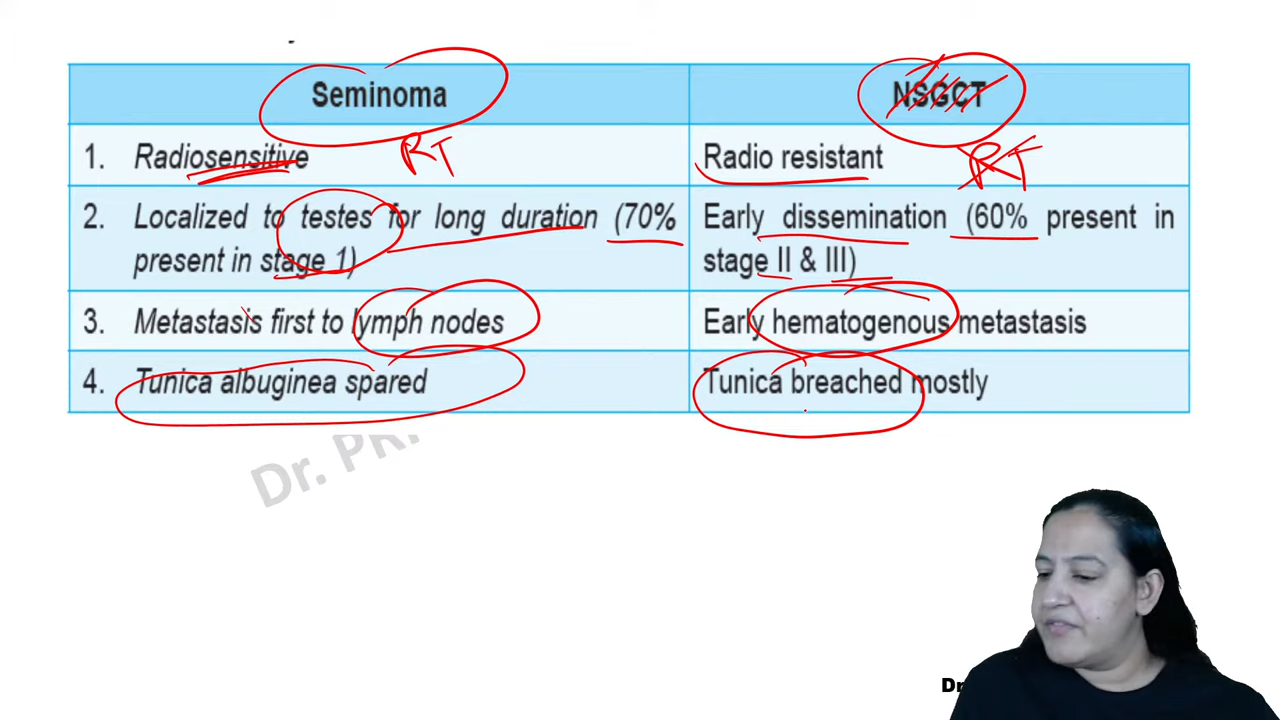 Seminoma NSGCT
1. Radiosensitive RT Radio resistant RT
2. Localized to testes for long duration (70% Early dissemination (60% present in
present in stage 1) stage II & III)
3. Metastasis first to lymph nodes Early hematogenous metastasis
4. Tunica albuginea spared Tunica breached mostly
Dr.
Dr